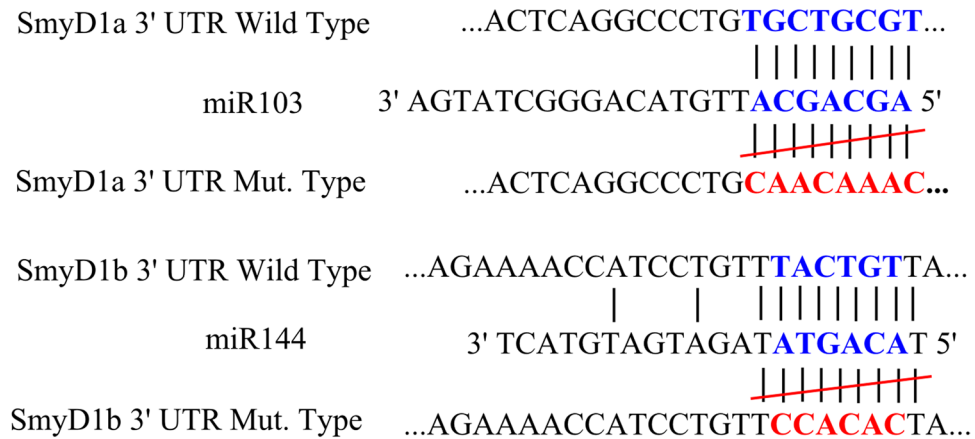 SmyD1a 3' UTR Wild Type ...ACTCAGGCCCTGTGCTGCGT...
miR103 3' AGTATCGGGACATGTTACGACGA 5'
SmyD1a 3' UTR Mut. Type ...ACTCAGGCCCTGCAACAAAC...
SmyD1b 3' UTR Wild Type ...AGAAAACCATCCTGTTTACTGTTA...
miR144 3' TCATGTAGTAGATATGACAT 5'
SmyD1b 3' UTR Mut. Type ...AGAAAACCATCCTGTTCCACACTA...